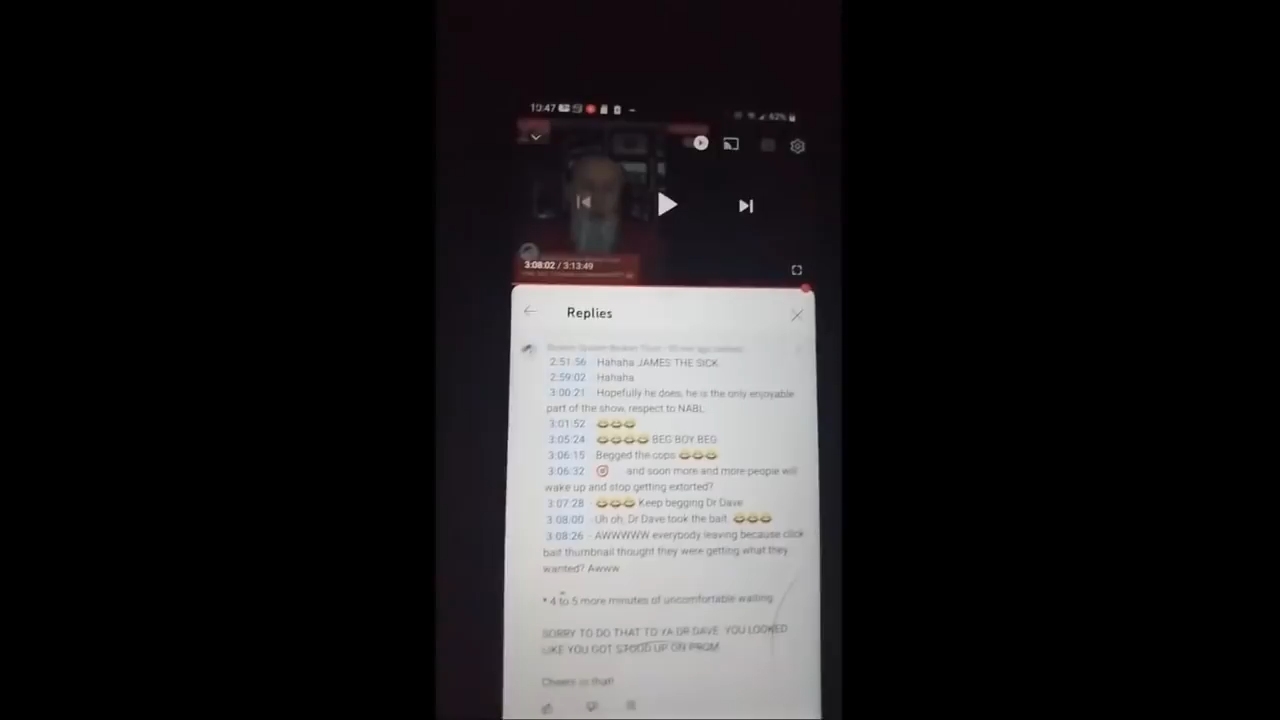 10:47
62%
3:08:02 / 3:13:49
Replies
2:51:56 Hahaha JAMES THE SICK
2:59:02 Hahaha
3:00:21 Hopefully he does, he is the only enjoyable
part of the show, respect to NABL
3:01:52 😂😂😂
3:05:24 😂😂😂😂 BEG BOY BEG
3:06:15 Begged the cops 😂😂😂
3:06:32 🎯 and soon more and more people will
wake up and stop getting extorted?
3:07:28 - 😂😂😂 Keep begging Dr Dave
3:08:00 - Uh oh, Dr Dave took the bait 😂😂😂
3:08:26 - AWWWWW everybody leaving because click
bait thumbnail thought they were getting what they
wanted? Awww
* 4 to 5 more minutes of uncomfortable waiting
SORRY TO DO THAT TO YA DR DAVE YOU LOOKED
LIKE YOU GOT STOOD UP ON PROM
Cheers to that!